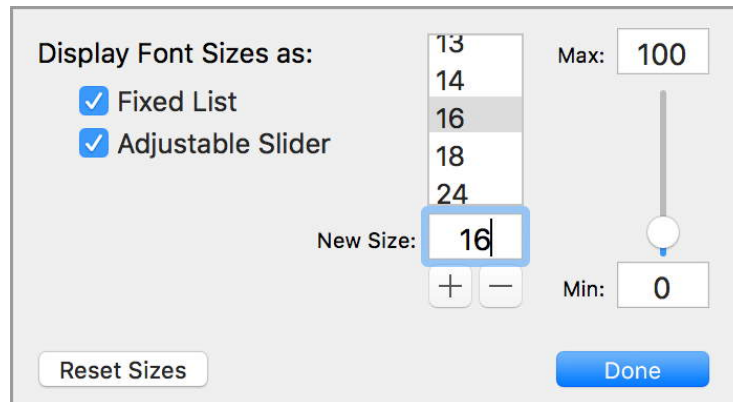 Display Font Sizes as:
Fixed List
Adjustable Slider
13
14
16
18
24
New Size: 16
+ −
Max: 100
Min: 0
Reset Sizes
Done